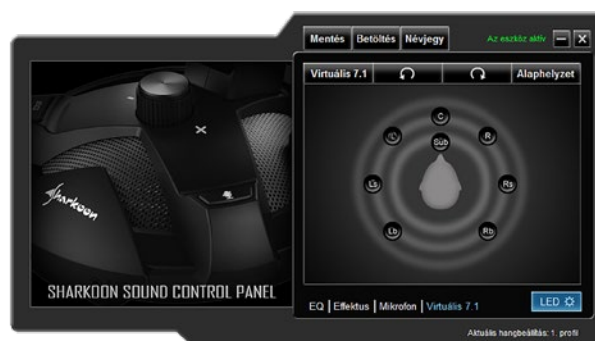 Mentés Betöltés Névjegy Az eszköz aktív
Virtuális 7.1 Alaphelyzet
C
L R
Sub
Ls Rs
Lb Rb
Sharkoon
SHARKOON SOUND CONTROL PANEL
EQ | Effektus | Mikrofon | Virtuális 7.1 LED
Aktuális hangbeállítás: 1. profil